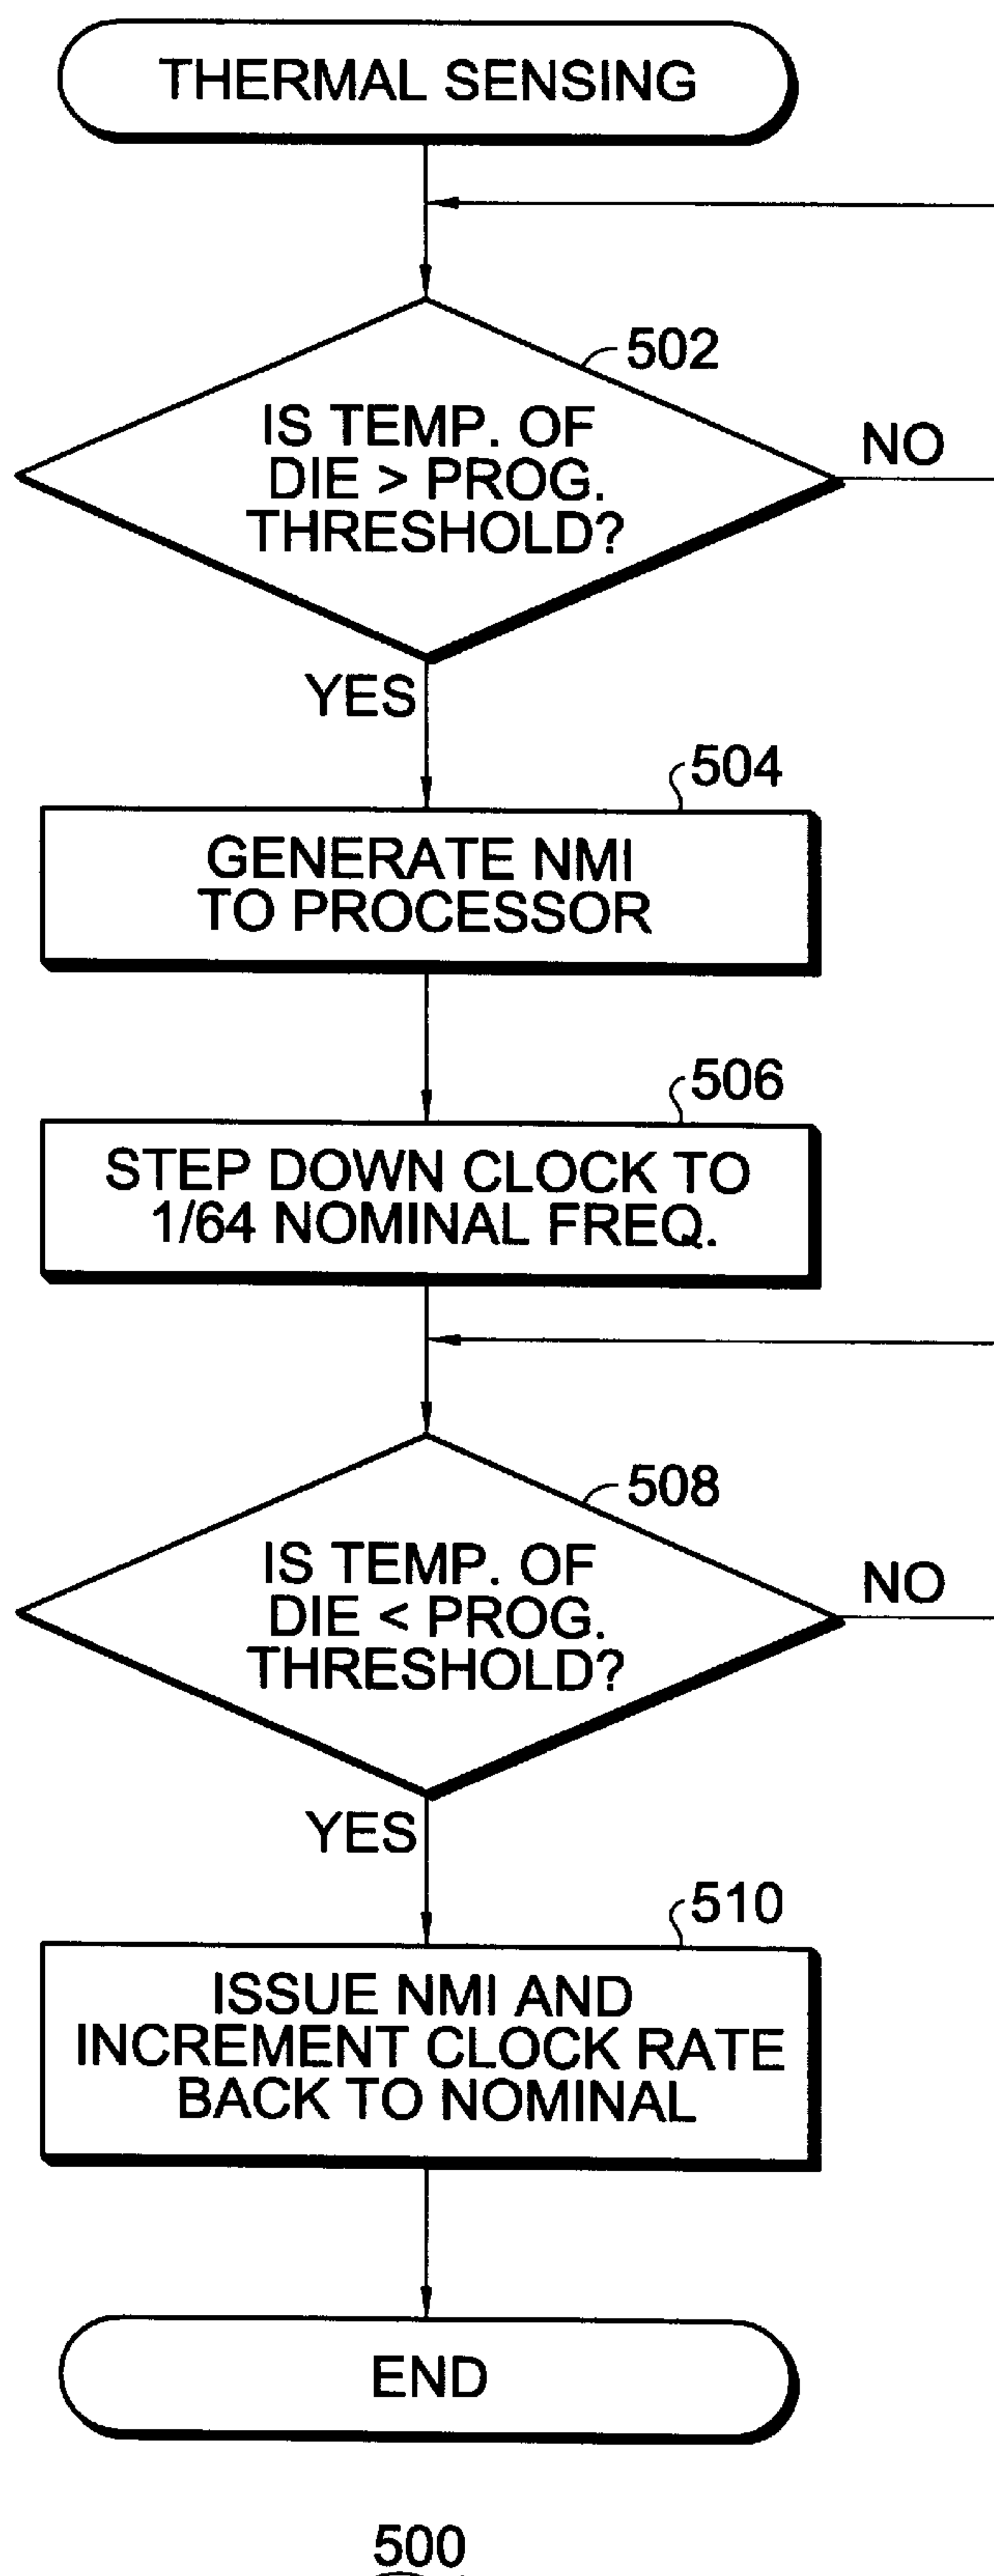 THERMAL SENSING
502
IS TEMP. OF
DIE > PROG.
THRESHOLD?
NO
YES
504
GENERATE NMI
TO PROCESSOR
506
STEP DOWN CLOCK TO
1/64 NOMINAL FREQ.
508
IS TEMP. OF
DIE < PROG.
THRESHOLD?
NO
YES
510
ISSUE NMI AND
INCREMENT CLOCK RATE
BACK TO NOMINAL
END
500